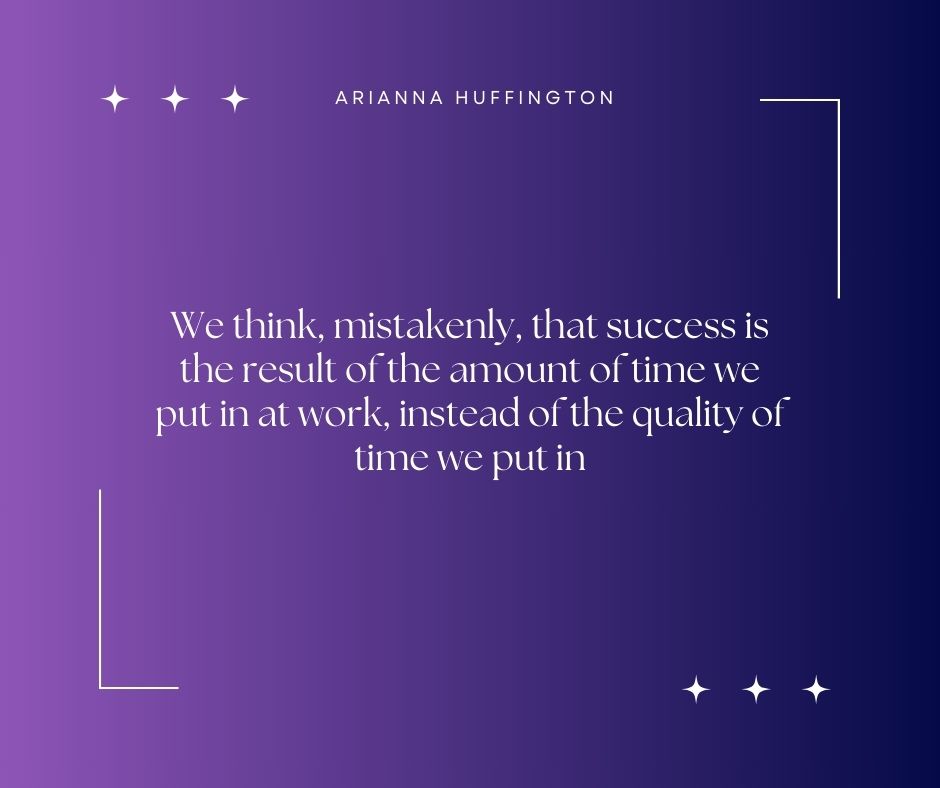 ARIANNA HUFFINGTON
We think, mistakenly, that success is
the result of the amount of time we
put in at work, instead of the quality of
time we put in